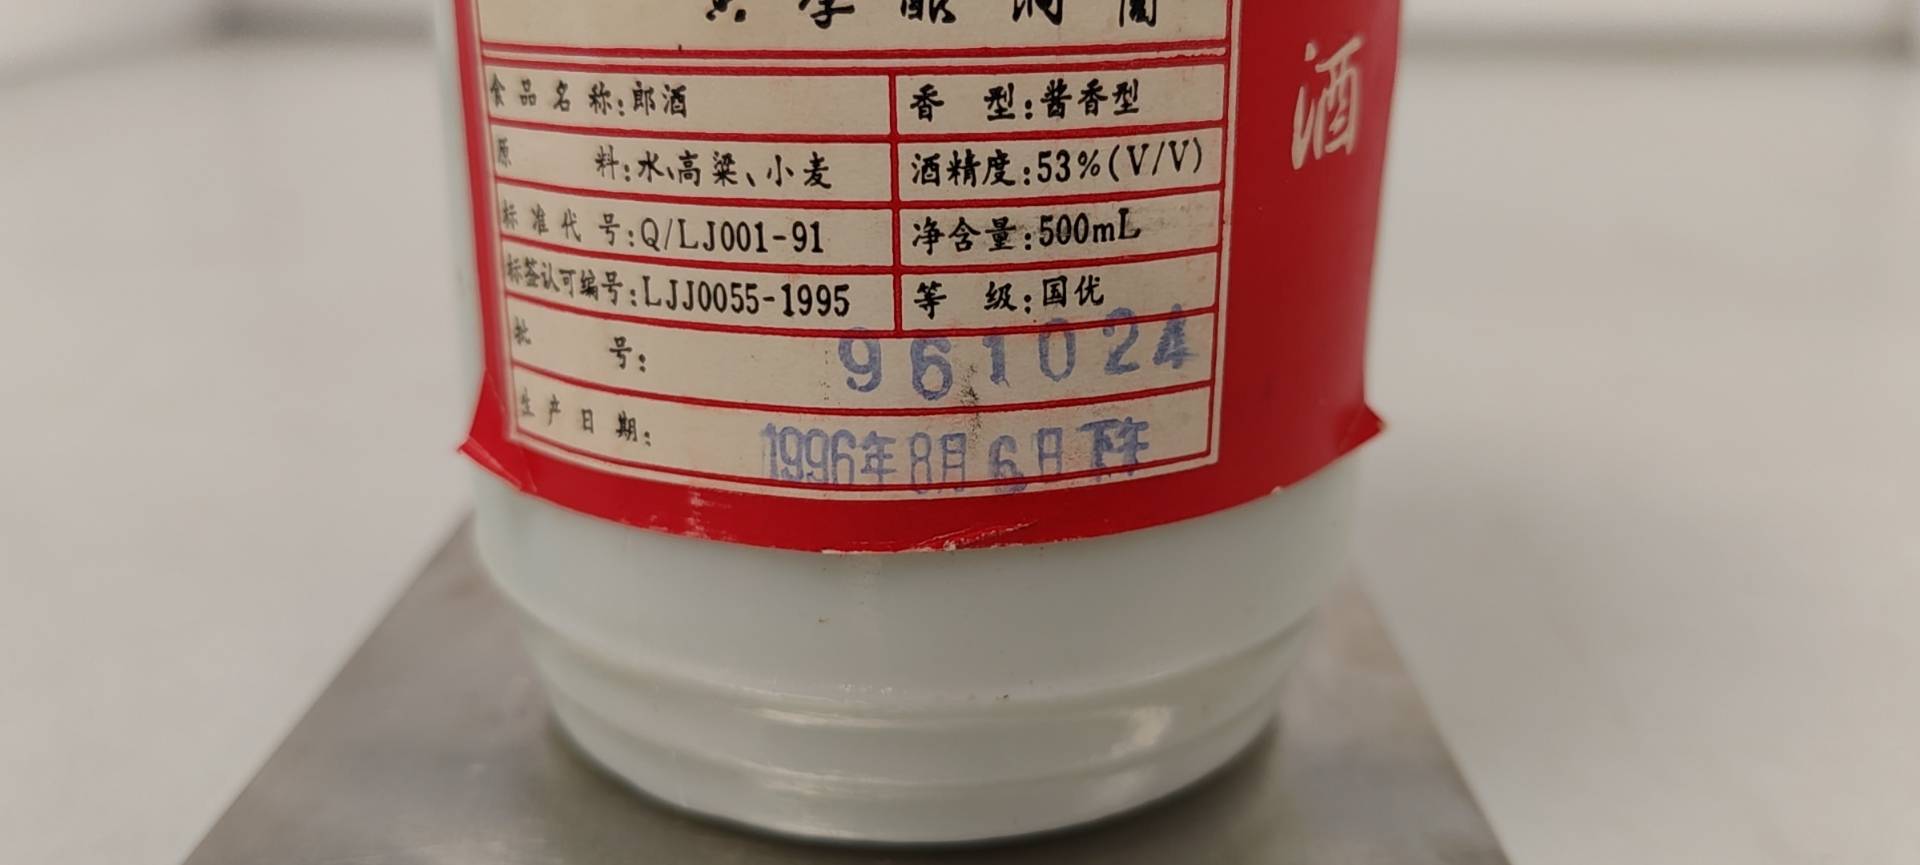 食品名称:郎酒 香 型:酱香型
原 料:水、高粱、小麦 酒精度:53%(V/V)
标准代号:Q/LJ001-91 净含量:500mL
标签认可编号:LJJ0055-1995 等 级:国优
批 号: 961024
生产日期: 1996年8月6日下午
酒